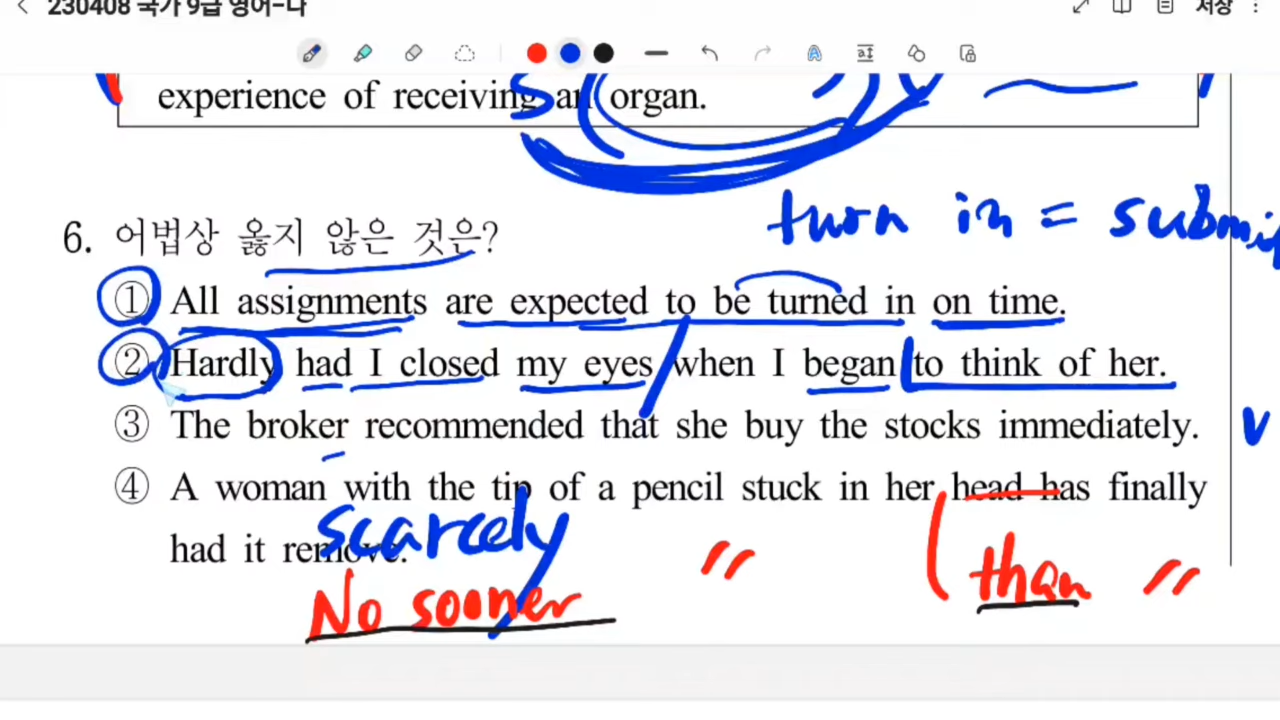 230408 국가 9급 영어-나 저장
experience of receiving an organ.
turn in = submit
6. 어법상 옳지 않은 것은?
① All assignments are expected to be turned in on time.
② Hardly had I closed my eyes when I began to think of her.
③ The broker recommended that she buy the stocks immediately.
④ A woman with the tip of a pencil stuck in her head has finally
had it remove.
scarcely
No sooner 〃 ( than 〃